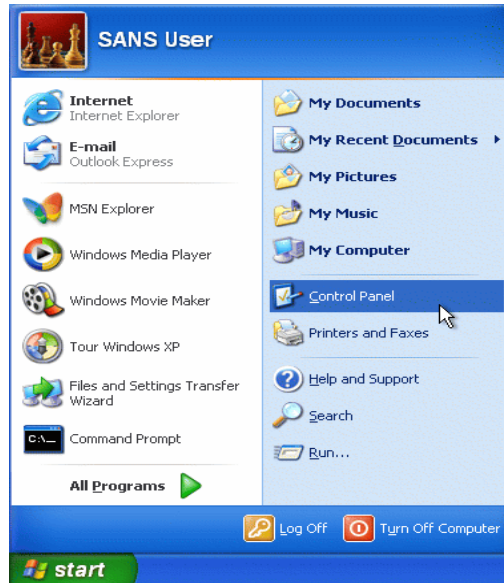 SANS User
Internet
Internet Explorer
E-mail
Outlook Express
MSN Explorer
Windows Media Player
Windows Movie Maker
Tour Windows XP
Files and Settings Transfer
Wizard
C:\_
Command Prompt
All Programs
My Documents
My Recent Documents
My Pictures
My Music
My Computer
Control Panel
Printers and Faxes
Help and Support
Search
Run...
Log Off
Turn Off Computer
start